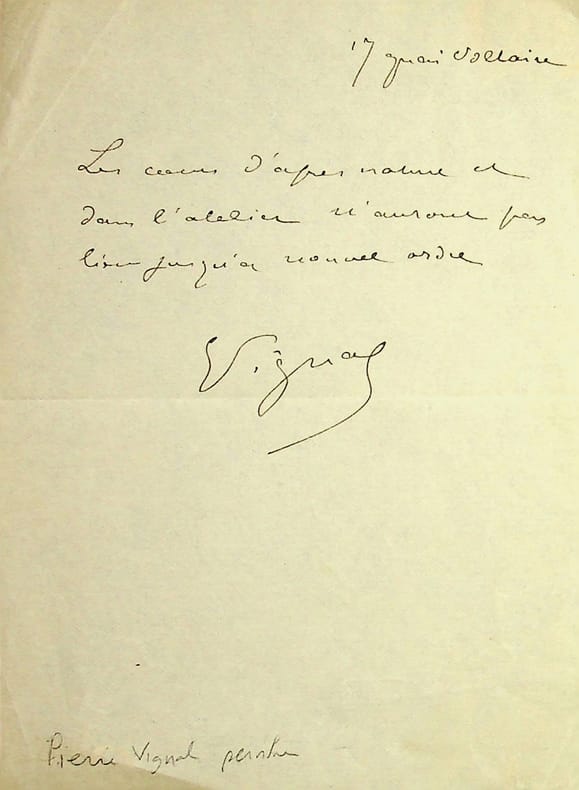 17 quai Voltaire
Les cours d'après nature et
dans l'atelier n'auront pas
lieu jusqu'a nouvel ordre
Vignal
Pierre Vignal peintre